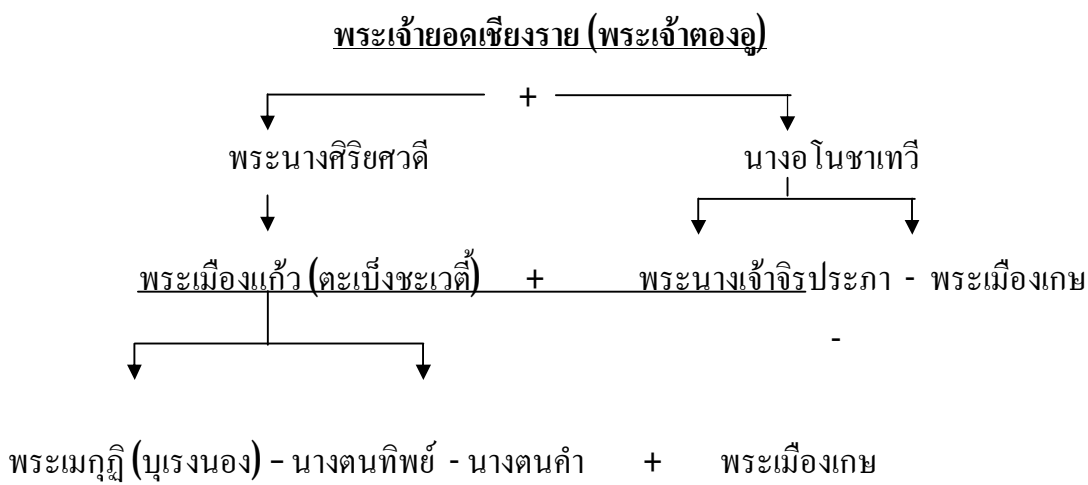 พระเจ้ายอดเชียงราย (พระเจ้าตองอู)
+
พระนางศิริยศวดี นางอโนชาเทวี
พระเมืองแก้ว (ตะเบ็งชะเวตี้) + พระนางเจ้าจิรประภา - พระเมืองเกษ
-
พระเมกุฏิ (บุเรงนอง) – นางตนทิพย์ - นางตนคำ + พระเมืองเกษ